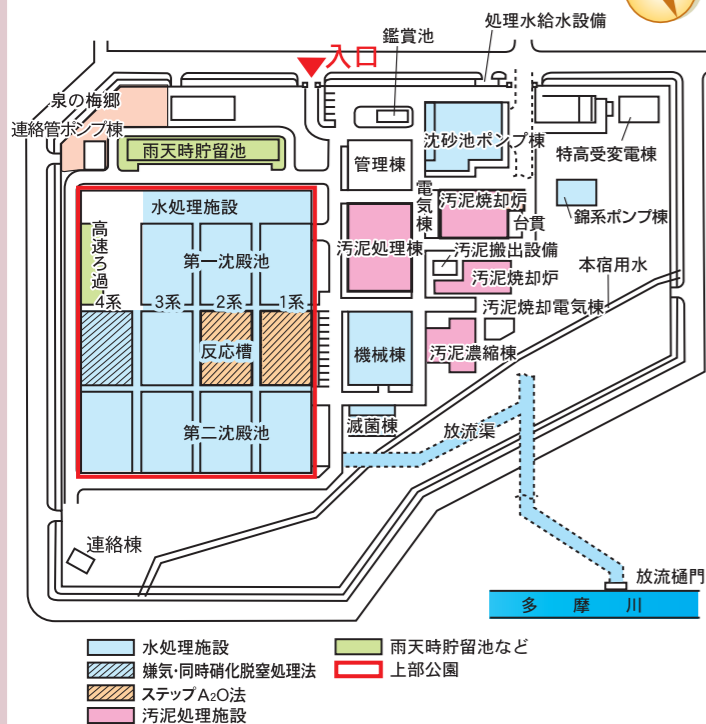 処理水給水設備
鑑賞池
入口
泉の梅郷
連絡管ポンプ棟
雨天時貯留池
沈砂池ポンプ棟
特高受変電棟
管理棟
電気棟
汚泥焼却炉
台貫
錦系ポンプ棟
水処理施設
高速ろ過
第一沈殿池
汚泥処理棟
汚泥搬出設備
汚泥焼却炉
本宿用水
4系
3系
2系
1系
汚泥焼却電気棟
反応槽
機械棟
汚泥濃縮棟
滅菌棟
第二沈殿池
放流渠
連絡棟
放流樋門
多摩川
水処理施設
嫌気・同時硝化脱窒処理法
ステップA2O法
汚泥処理施設
雨天時貯留池など
上部公園